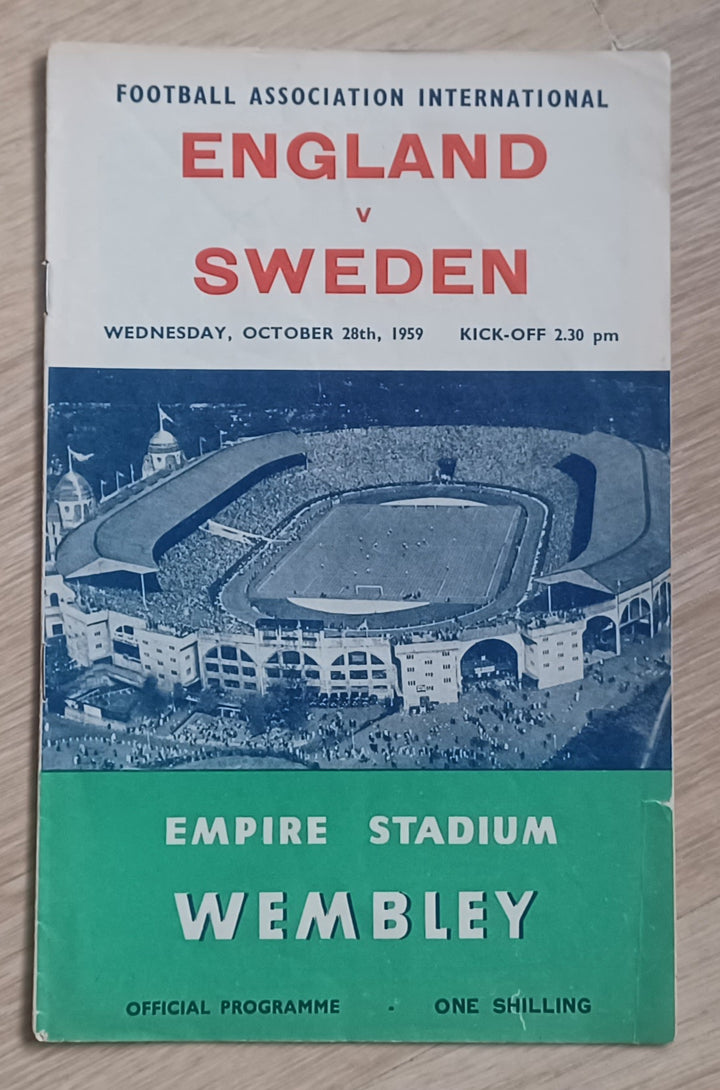 FOOTBALL ASSOCIATION INTERNATIONAL
ENGLAND
V
SWEDEN
WEDNESDAY, OCTOBER 28th, 1959 KICK-OFF 2.30 pm
EMPIRE STADIUM
WEMBLEY
OFFICIAL PROGRAMME - ONE SHILLING